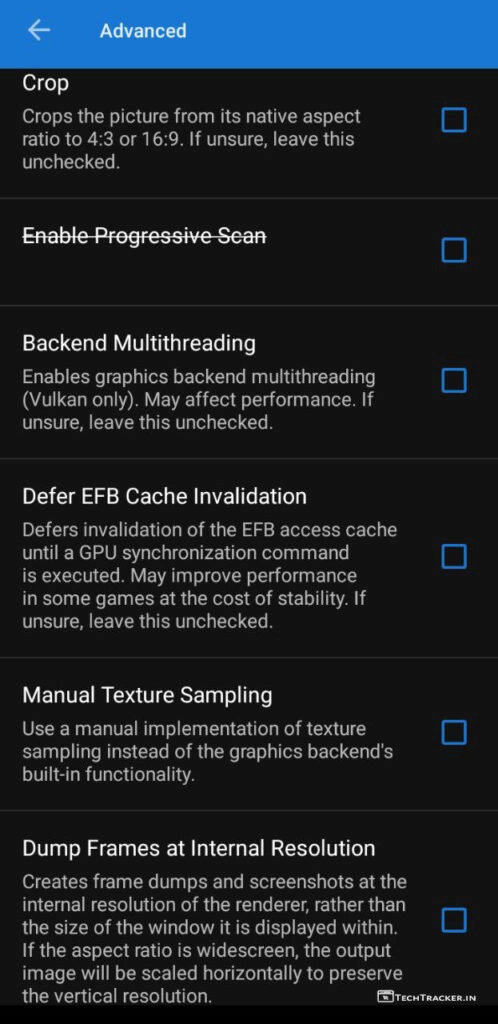 Advanced
Crop
Crops the picture from its native aspect
ratio to 4:3 or 16:9. If unsure, leave this
unchecked.
Enable Progressive Scan
Backend Multithreading
Enables graphics backend multithreading
(Vulkan only). May affect performance. If
unsure, leave this unchecked.
Defer EFB Cache Invalidation
Defers invalidation of the EFB access cache
until a GPU synchronization command
is executed. May improve performance
in some games at the cost of stability. If
unsure, leave this unchecked.
Manual Texture Sampling
Use a manual implementation of texture
sampling instead of the graphics backend's
built-in functionality.
Dump Frames at Internal Resolution
Creates frame dumps and screenshots at the
internal resolution of the renderer, rather than
the size of the window it is displayed within.
If the aspect ratio is widescreen, the output
image will be scaled horizontally to preserve
the vertical resolution.
TechTracker.in